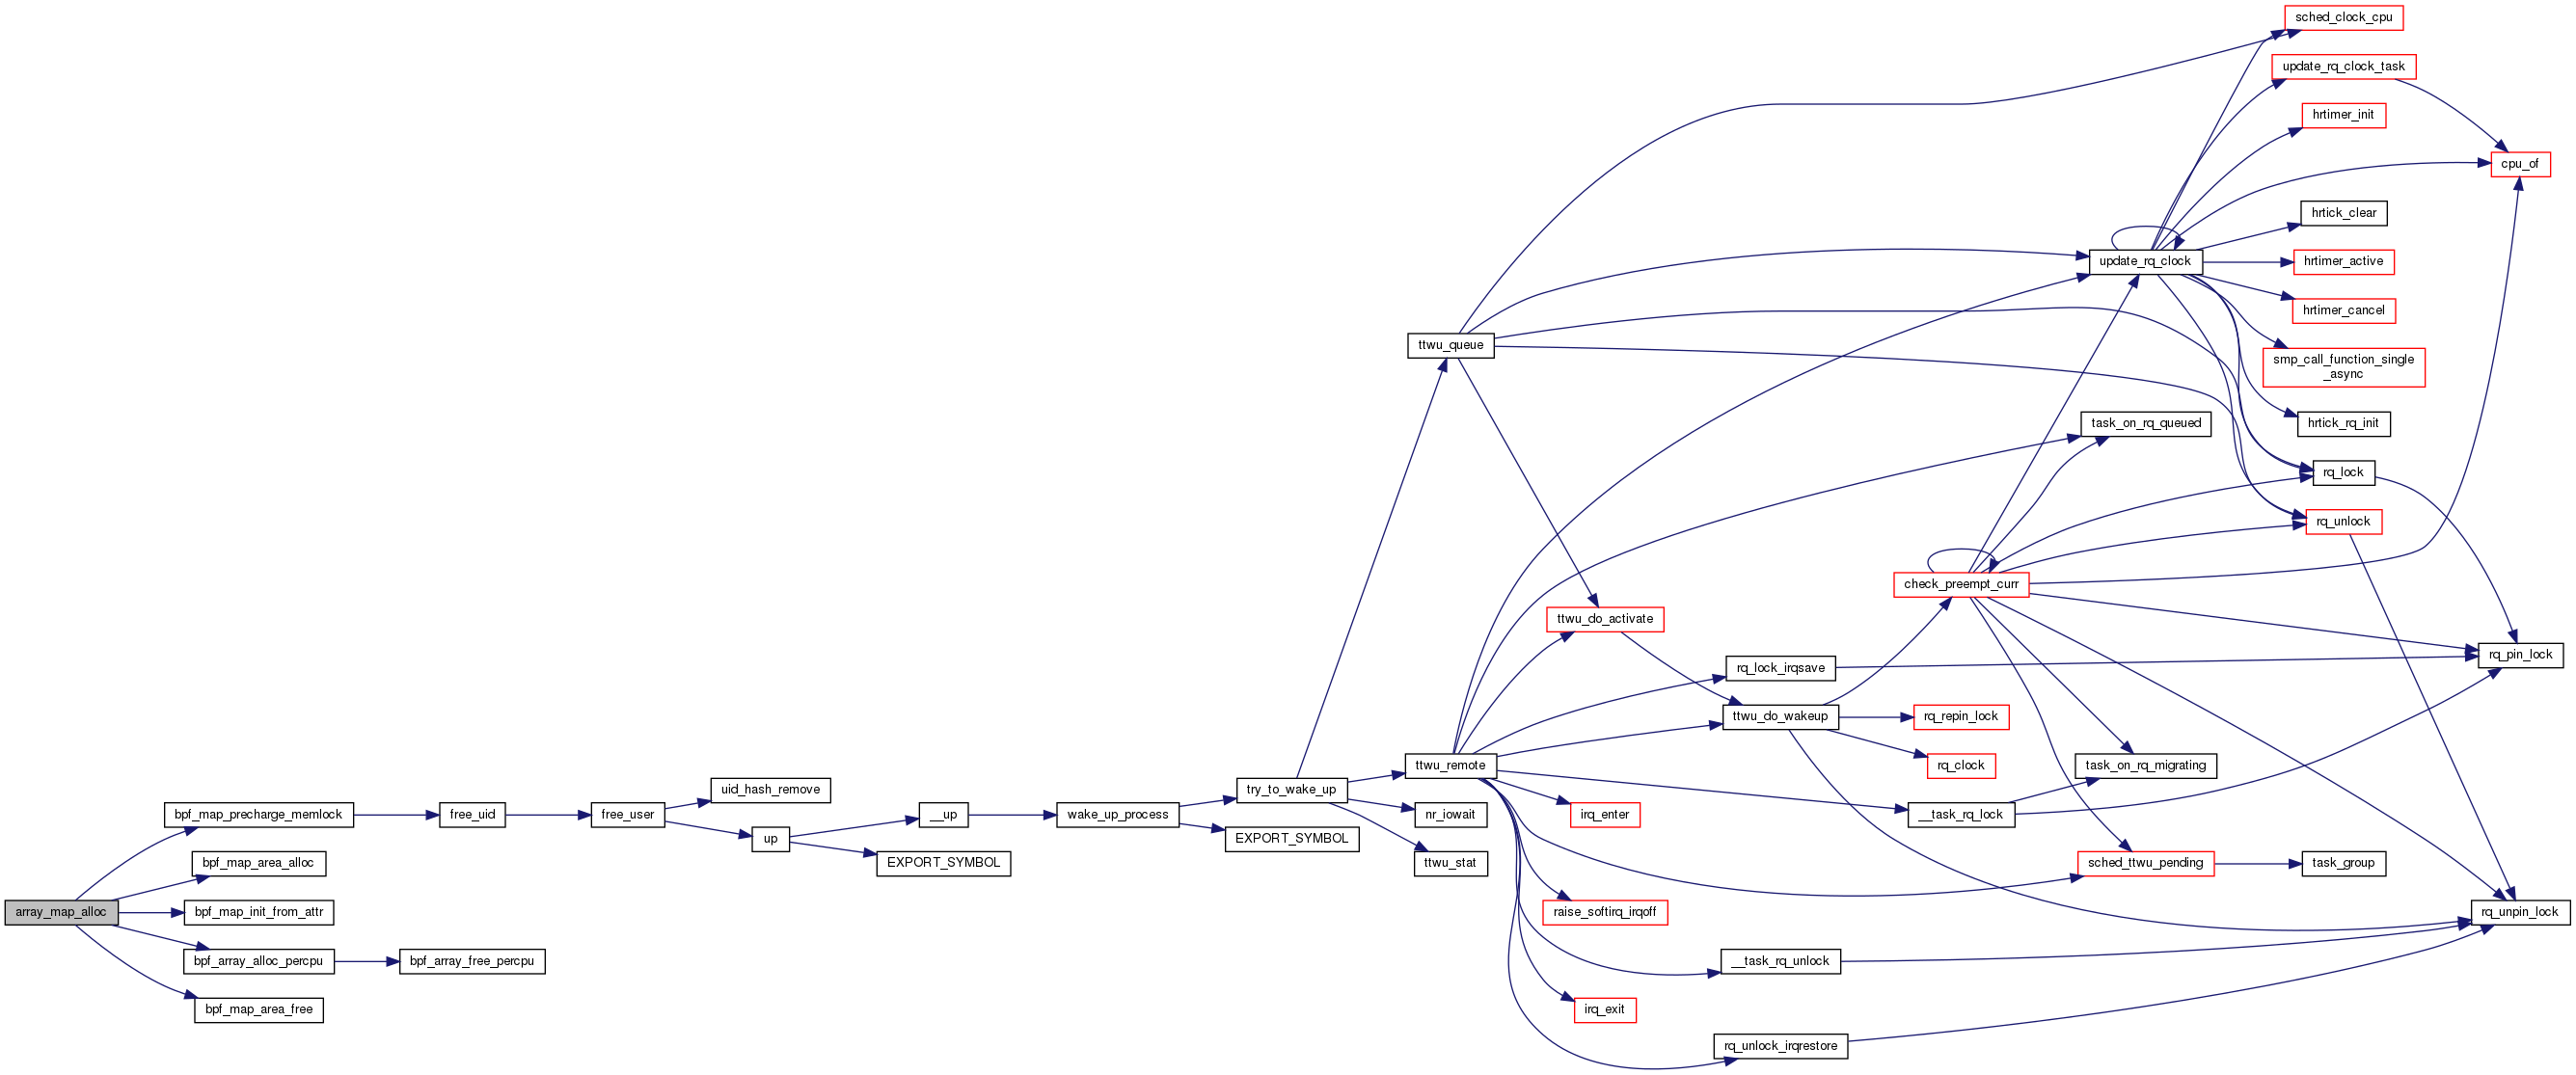 sched_clock_cpu
update_rq_clock_task
hrtimer_init
cpu_of
hrtick_clear
update_rq_clock
hrtimer_active
hrtimer_cancel
ttwu_queue
smp_call_function_single
_async
task_on_rq_queued
hrtick_rq_init
rq_lock
rq_unlock
check_preempt_curr
ttwu_do_activate
rq_lock_irqsave
rq_pin_lock
ttwu_do_wakeup
rq_repin_lock
ttwu_remote
rq_clock
task_on_rq_migrating
uid_hash_remove
try_to_wake_up
bpf_map_precharge_memlock
free_uid
free_user
__up
wake_up_process
nr_iowait
irq_enter
__task_rq_lock
up
EXPORT_SYMBOL
bpf_map_area_alloc
EXPORT_SYMBOL
ttwu_stat
sched_ttwu_pending
task_group
array_map_alloc
bpf_map_init_from_attr
raise_softirq_irqoff
rq_unpin_lock
bpf_array_alloc_percpu
bpf_array_free_percpu
__task_rq_unlock
bpf_map_area_free
irq_exit
rq_unlock_irqrestore